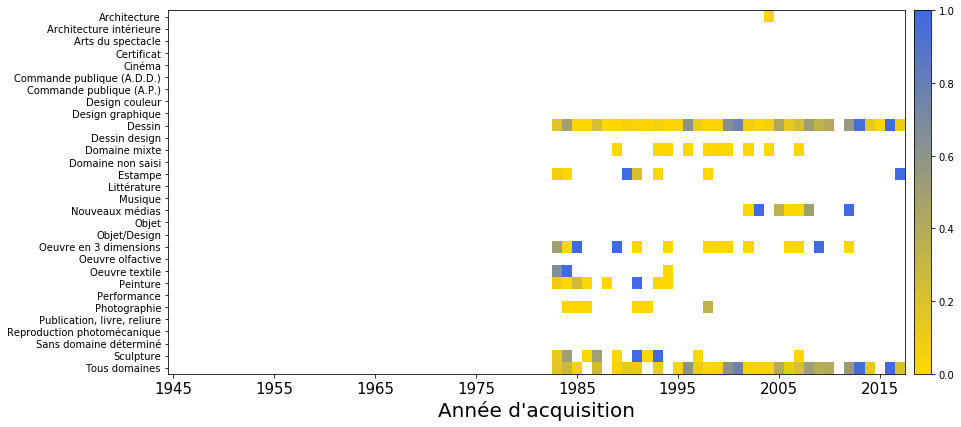 Architecture
Architecture intérieure
Arts du spectacle
Certificat
Cinéma
Commande publique (A.D.D.)
Commande publique (A.P.)
Design couleur
Design graphique
Dessin
Dessin design
Domaine mixte
Domaine non saisi
Estampe
Littérature
Musique
Nouveaux médias
Objet
Objet/Design
Oeuvre en 3 dimensions
Oeuvre olfactive
Oeuvre textile
Peinture
Performance
Photographie
Publication, livre, reliure
Reproduction photomécanique
Sans domaine déterminé
Sculpture
Tous domaines
1945 1955 1965 1975 1985 1995 2005 2015
Année d'acquisition
1.0
0.8
0.6
0.4
0.2
0.0